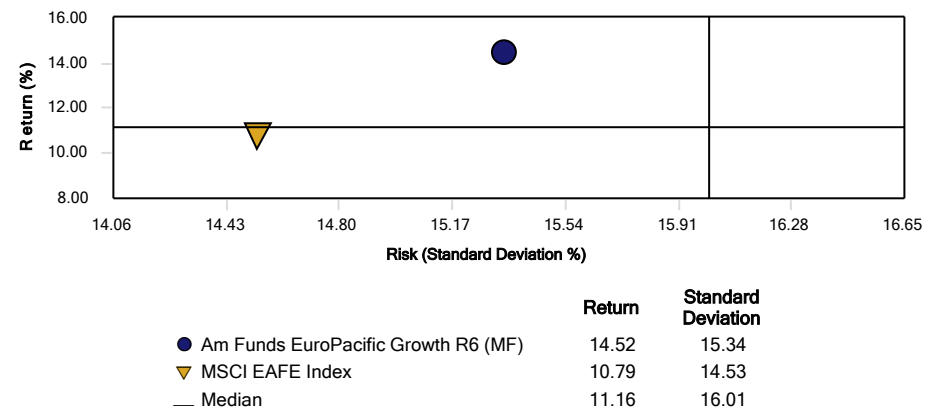 16.00
14.00
12.00
10.00
8.00
Return (%)
14.06 14.43 14.80 15.17 15.54 15.91 16.28 16.65
Risk (Standard Deviation %)
Return Standard Deviation
Am Funds EuroPacific Growth R6 (MF) 14.52 15.34
MSCI EAFE Index 10.79 14.53
Median 11.16 16.01